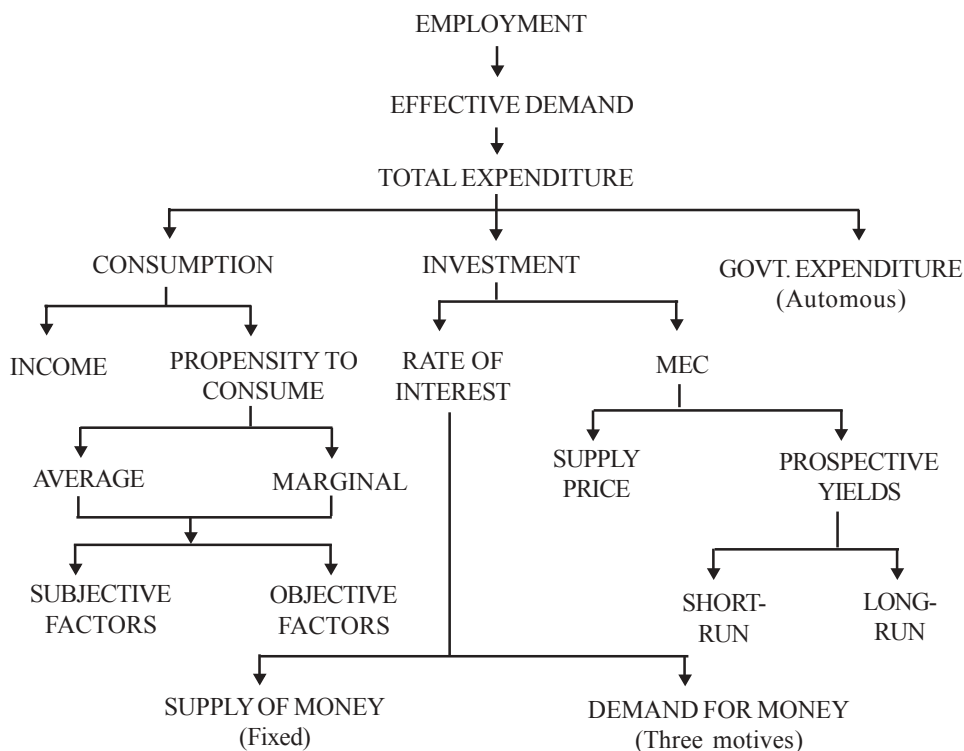 EMPLOYMENT
EFFECTIVE DEMAND
TOTAL EXPENDITURE
CONSUMPTION
INVESTMENT
GOVT. EXPENDITURE
(Automous)
INCOME
PROPENSITY TO
CONSUME
RATE OF
INTEREST
MEC
AVERAGE
MARGINAL
SUPPLY
PRICE
PROSPECTIVE
YIELDS
SUBJECTIVE
FACTORS
OBJECTIVE
FACTORS
SHORT-
RUN
LONG-
RUN
SUPPLY OF MONEY
(Fixed)
DEMAND FOR MONEY
(Three motives)